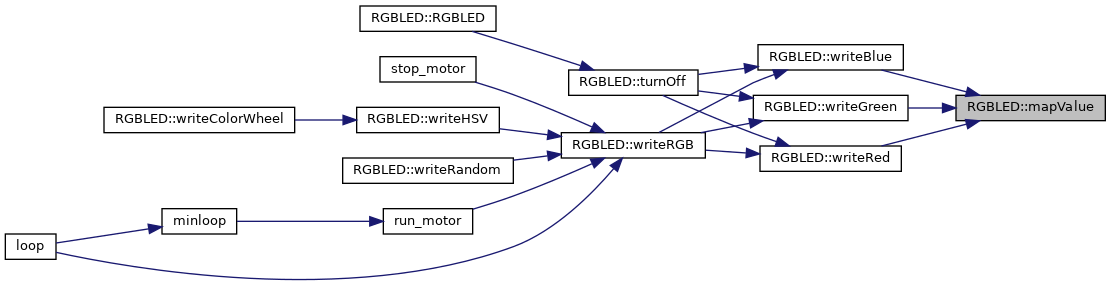 RGBLED::RGBLED
stop_motor
RGBLED::writeBlue
RGBLED::turnOff
RGBLED::writeGreen
RGBLED::mapValue
RGBLED::writeColorWheel
RGBLED::writeHSV
RGBLED::writeRGB
RGBLED::writeRed
RGBLED::writeRandom
minloop
run_motor
loop